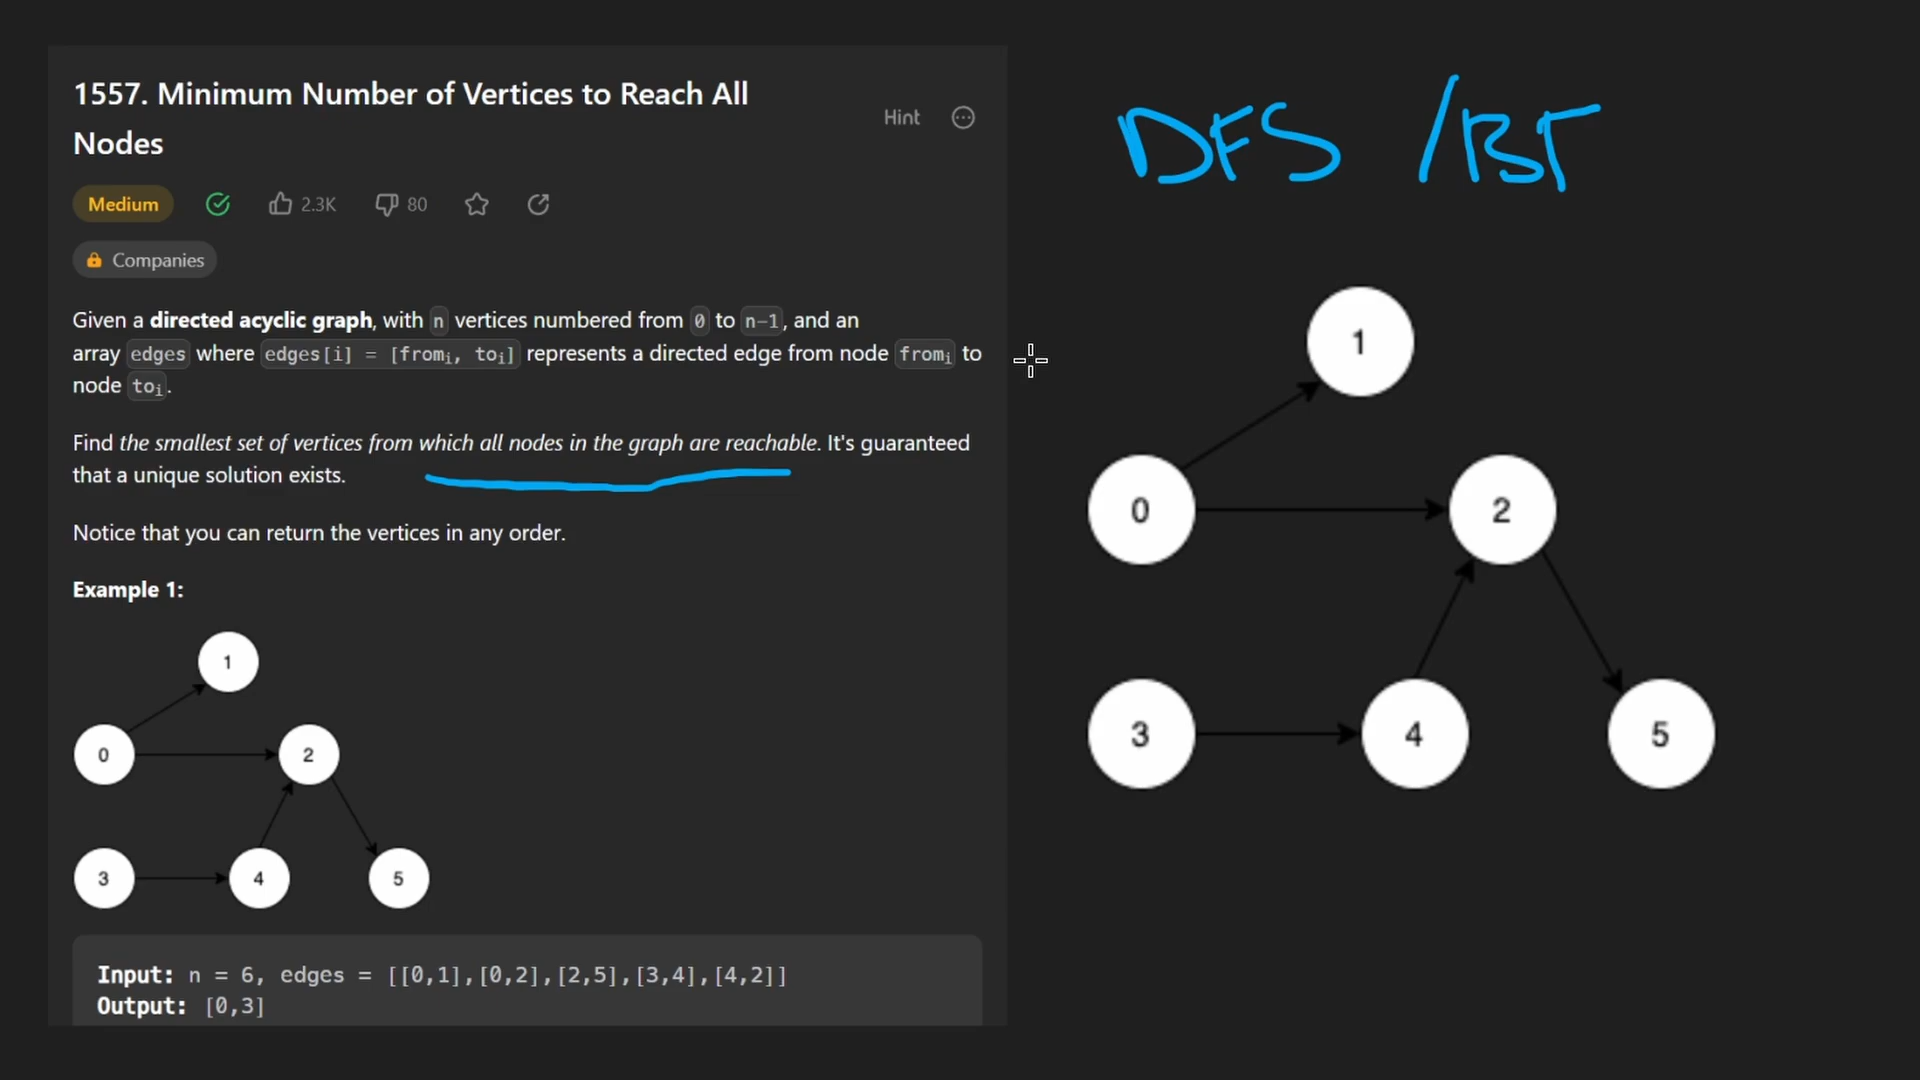 1557. Minimum Number of Vertices to Reach All
Nodes
Hint
Medium 2.3K 80
Companies
Given a directed acyclic graph, with n vertices numbered from 0 to n-1, and an
array edges where edges[i] = [fromi, toi] represents a directed edge from node fromi to
node toi.
Find the smallest set of vertices from which all nodes in the graph are reachable. It's guaranteed
that a unique solution exists.
Notice that you can return the vertices in any order.
Example 1:
1
0 2
3 4 5
Input: n = 6, edges = [[0,1],[0,2],[2,5],[3,4],[4,2]]
Output: [0,3]
DFS /
1
0 2
3 4 5